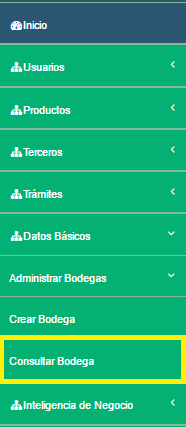 Inicio
Usuarios
Productos
Terceros
Trámites
Datos Básicos
Administrar Bodegas
Crear Bodega
Consultar Bodega
Inteligencia de Negocio